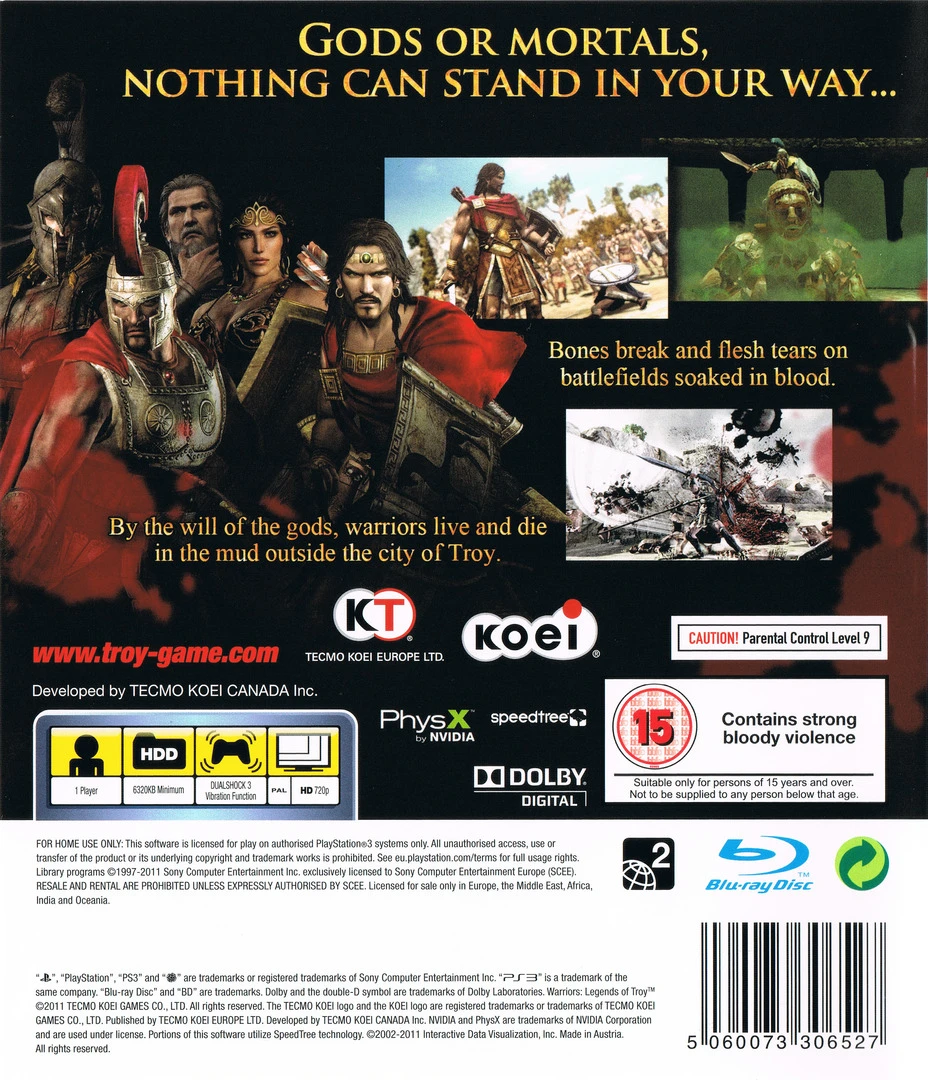 GODS OR MORTALS,
NOTHING CAN STAND IN YOUR WAY...
Bones break and flesh tears on
battlefields soaked in blood.
By the will of the gods, warriors live and die
in the mud outside the city of Troy.
KT
TECMO KOEI EUROPE LTD.
KOEI
CAUTION! Parental Control Level 9
www.troy-game.com
Developed by TECMO KOEI CANADA Inc.
PhysX™
by NVIDIA
speedtree
DOLBY
DIGITAL
15
Contains strong
bloody violence
Suitable only for persons of 15 years and over.
Not to be supplied to any person below that age.
HDD
1 Player
6320KB Minimum
DUALSHOCK 3
Vibration Function
PAL
HD 720p
FOR HOME USE ONLY: This software is licensed for play on authorised PlayStation®3 systems only. All unauthorised access, use or
transfer of the product or its underlying copyright and trademark works is prohibited. See eu.playstation.com/terms for full usage rights.
Library programs ©1997-2011 Sony Computer Entertainment Inc. exclusively licensed to Sony Computer Entertainment Europe (SCEE).
RESALE AND RENTAL ARE PROHIBITED UNLESS EXPRESSLY AUTHORISED BY SCEE. Licensed for sale only in Europe, the Middle East, Africa,
India and Oceania.
2
Blu-ray Disc™
“ ”, “PlayStation”, “PS3” and “ ” are trademarks or registered trademarks of Sony Computer Entertainment Inc. “PS3” is a trademark of the
same company. “Blu-ray Disc” and “BD” are trademarks. Dolby and the double-D symbol are trademarks of Dolby Laboratories. Warriors: Legends of Troy™
©2011 TECMO KOEI GAMES CO., LTD. All rights reserved. The TECMO KOEI logo and the KOEI logo are registered trademarks or trademarks of TECMO KOEI
GAMES CO., LTD. Published by TECMO KOEI EUROPE LTD. Developed by TECMO KOEI CANADA Inc. NVIDIA and PhysX are trademarks of NVIDIA Corporation
and are used under license. Portions of this software utilize SpeedTree technology. ©2002-2011 Interactive Data Visualization, Inc. Made in Austria.
All rights reserved.
5 060073 306527